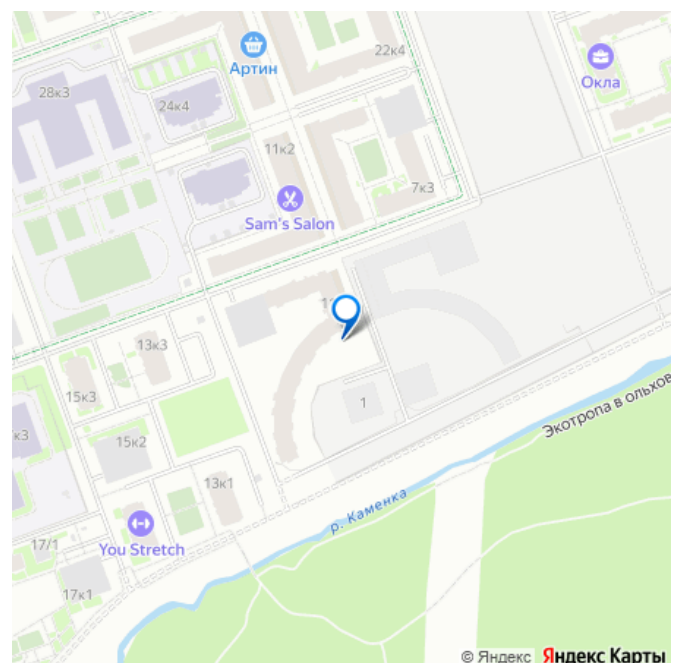 22к4
Артин
Окла
28к3
24к4
11к2
7к3
Sam's Salon
13к3
1
15к3
15к2
Экотропа в ольхов
к3
13к1
р. Каменка
You Stretch
17/1
17к1
© Яндекс Яндекс Карты